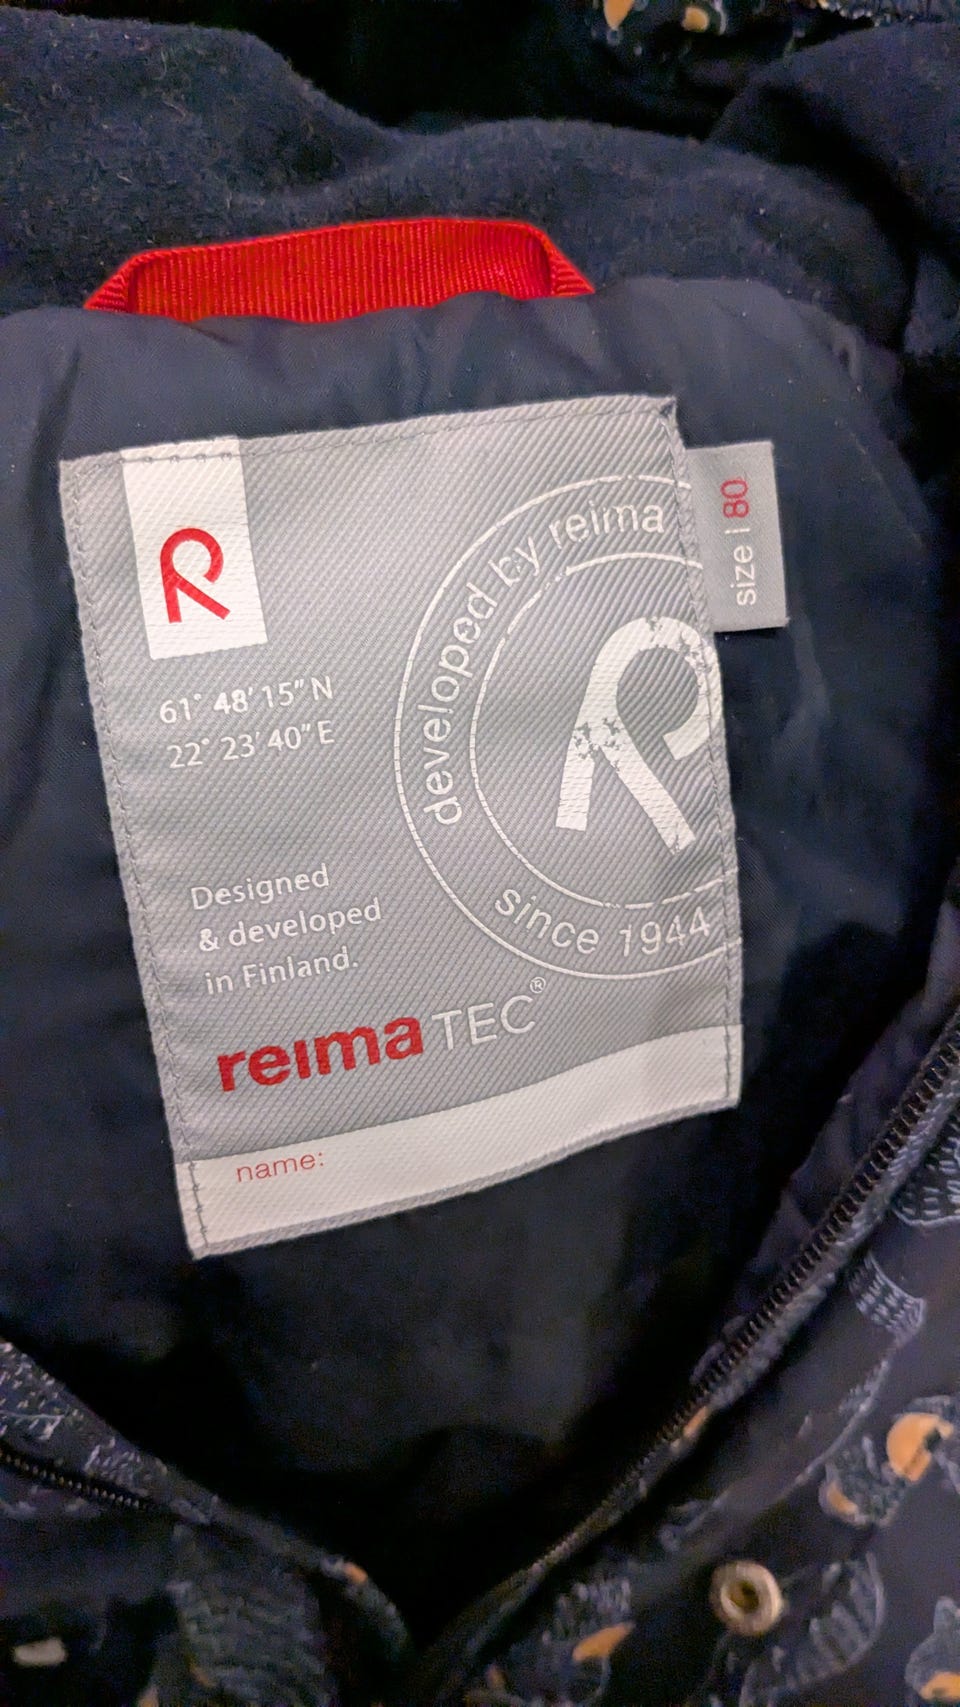 R
61° 48' 15" N
22° 23' 40" E
Designed
& developed
in Finland.
developed by reima
R
since 1944
reima TEC®
name:
size | 80